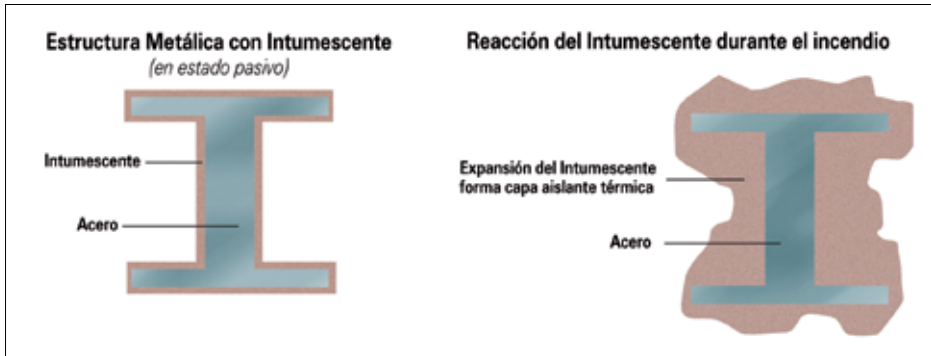 Estructura Metálica con Intumescente
(en estado pasivo)
Intumescente
Acero
Reacción del Intumescente durante el incendio
Expansión del Intumescente
forma capa aislante térmica
Acero